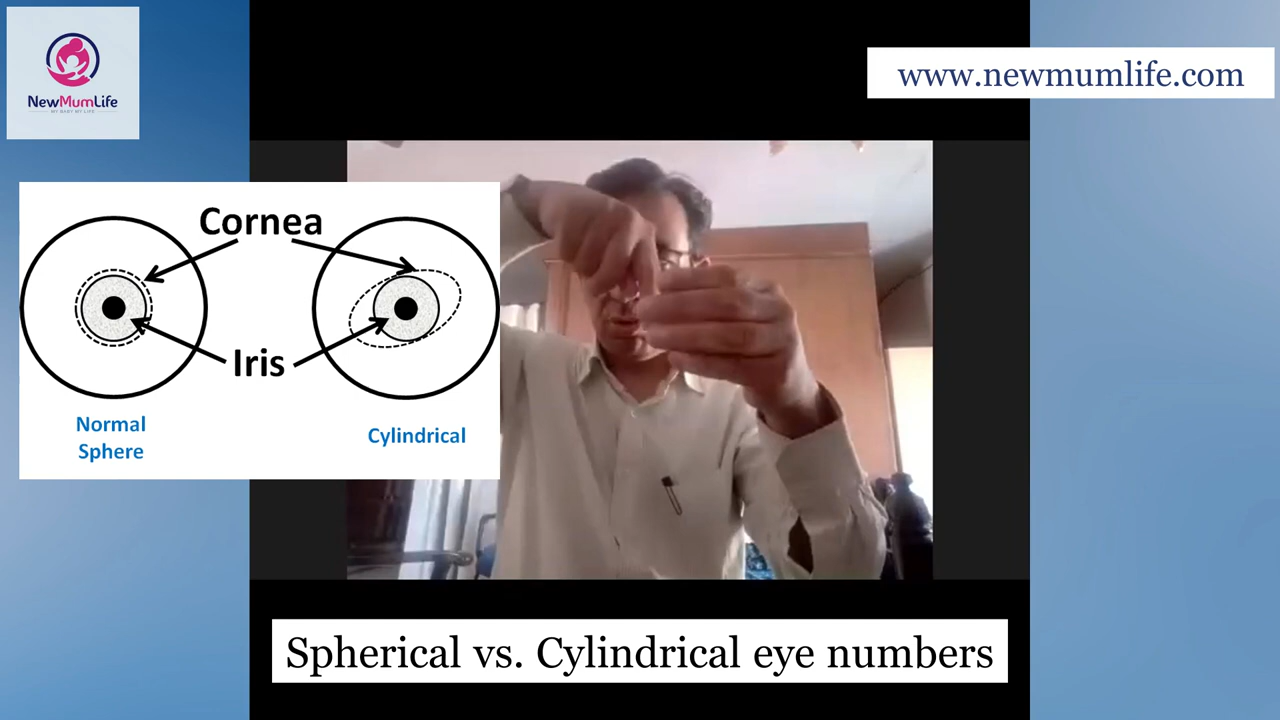 NewMumLife
MY BABY MY LIFE
www.newmumlife.com
Cornea
Iris
Normal
Sphere
Cylindrical
Spherical vs. Cylindrical eye numbers